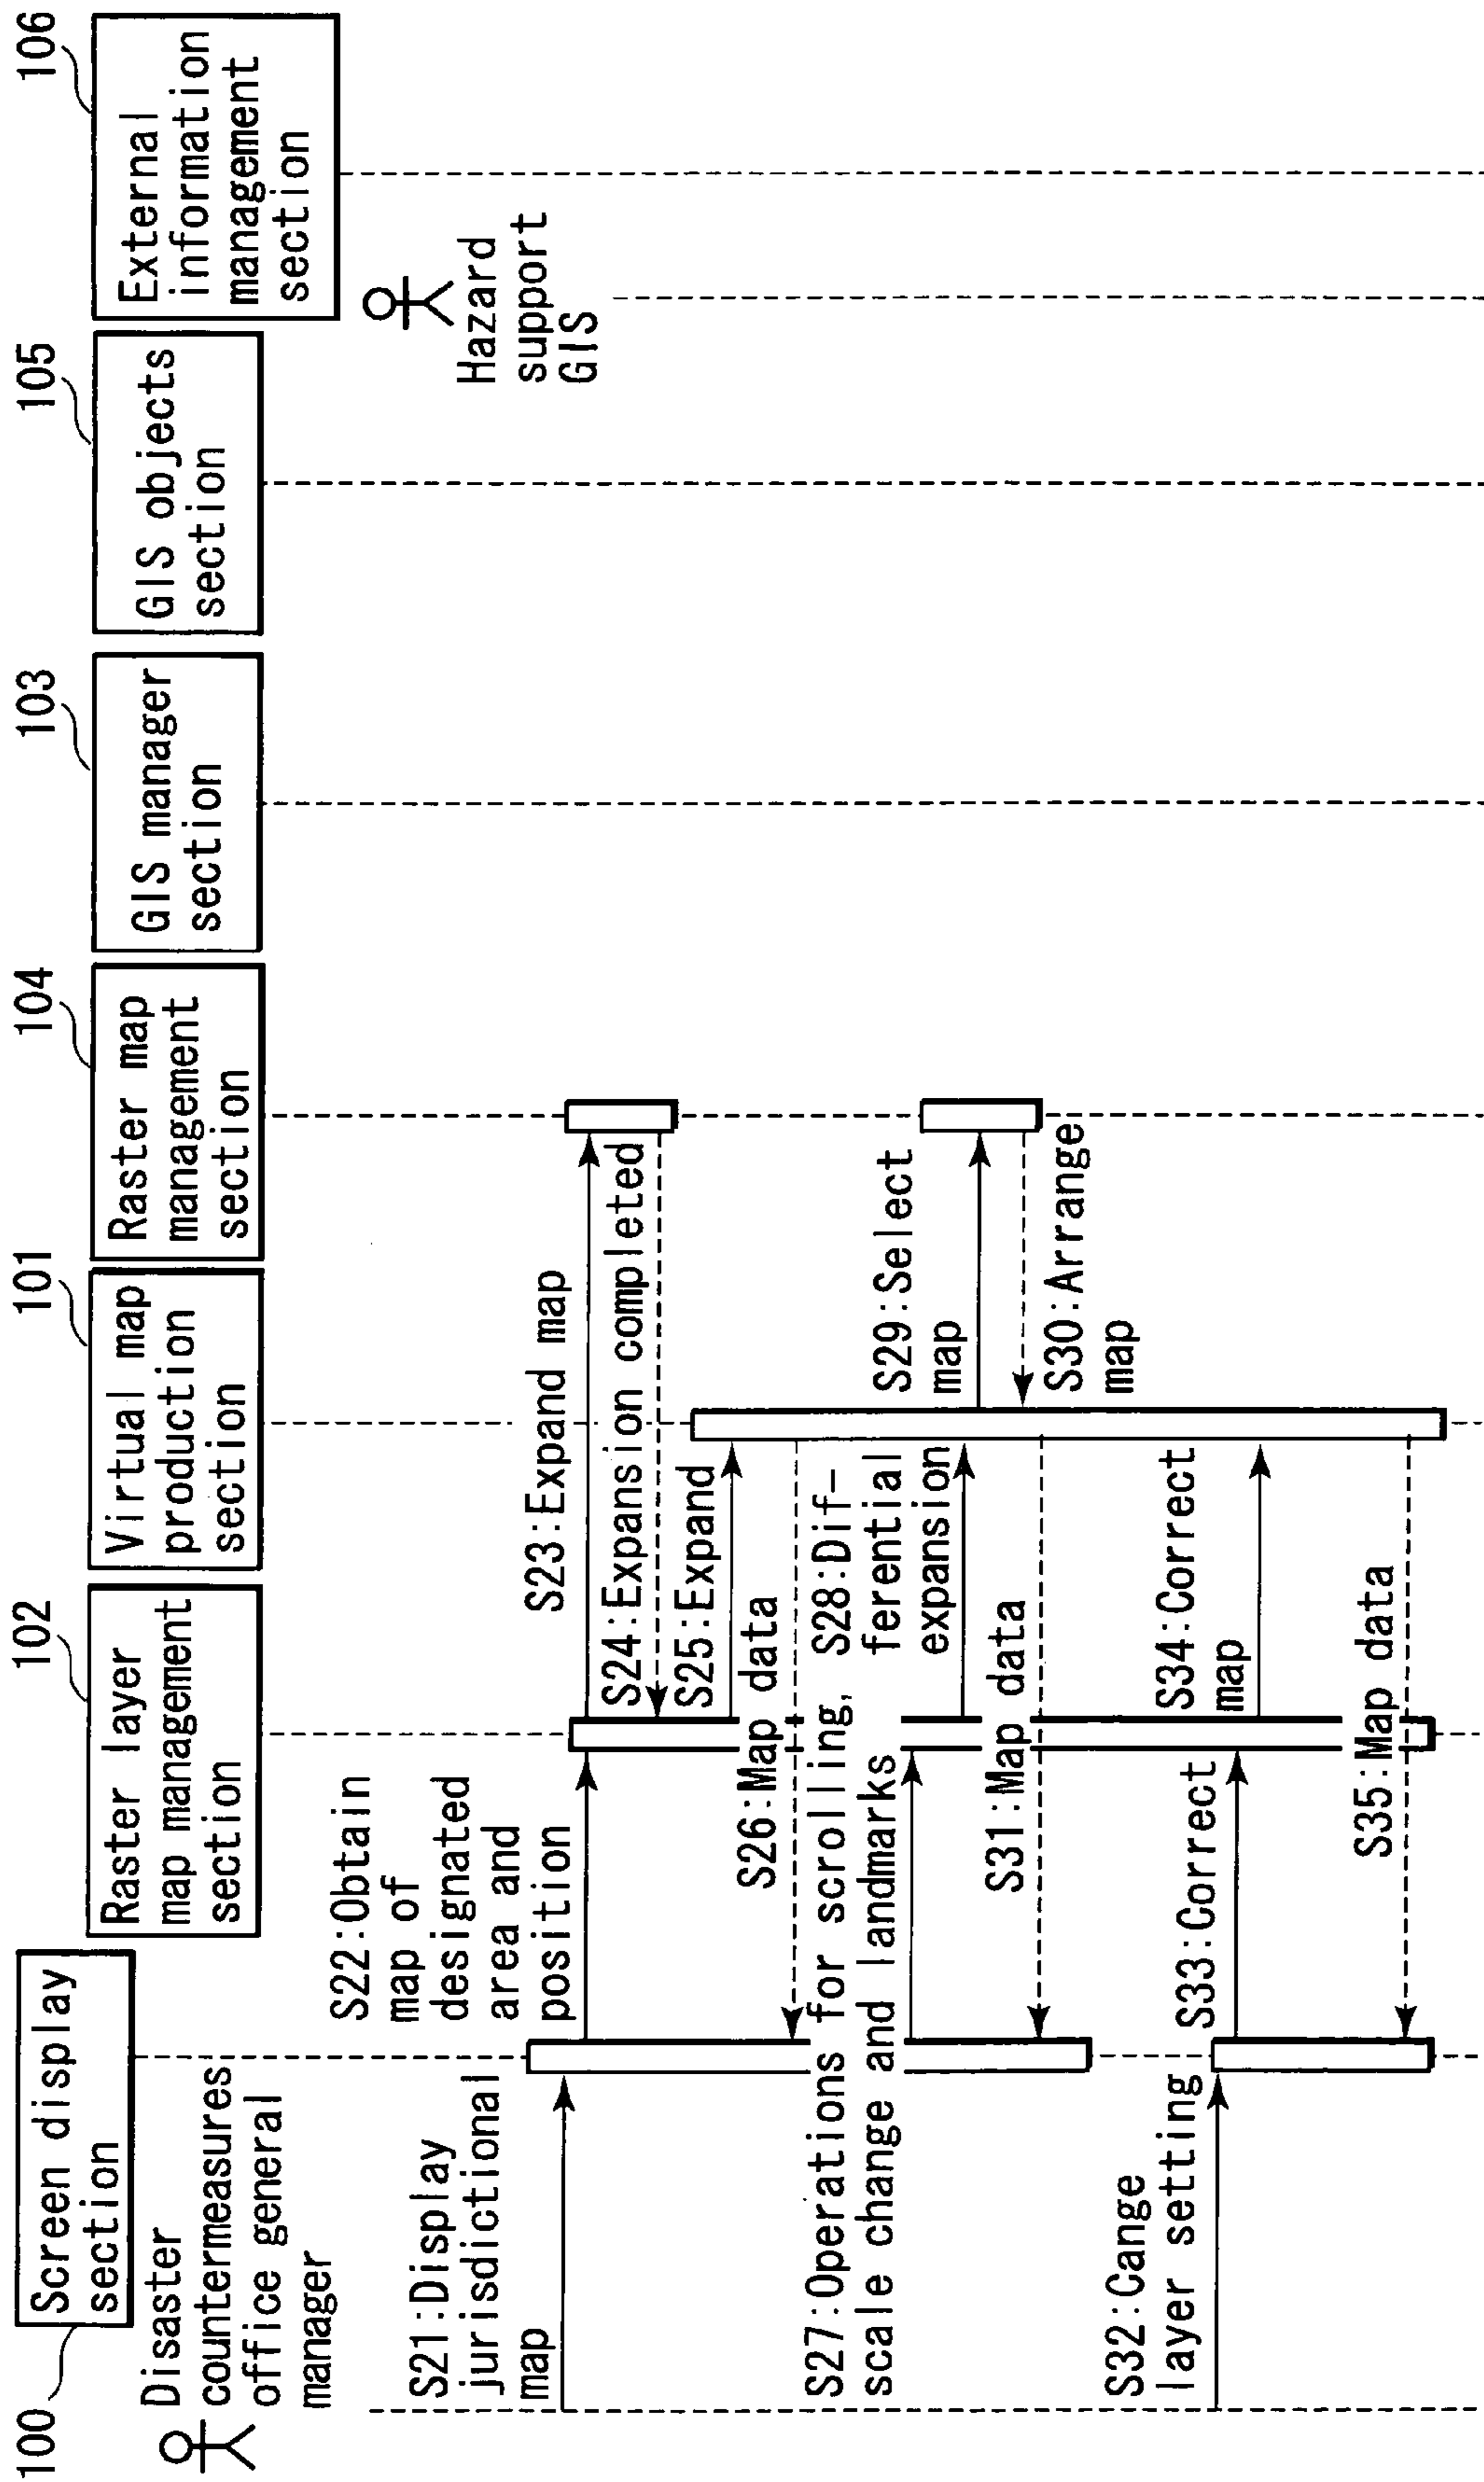 100
Screen display
section
102
Raster layer
map management
section
101
Virtual map
production
section
104
Raster map
management
section
103
GIS manager
section
105
GIS objects
section
106
External
information
management
section
Disaster
countermeasures
office general
manager
Hazard
support
GIS
S21:Display
jurisdictional
map
S22:Obtain
map of
designated
area and
position
S23:Expand map
S24:Expansion completed
S25:Expand
S26:Map data
S27:Operations for scrolling,
scale change and landmarks
S28:Dif-
ferential
expansion
S29:Select
map
S30:Arrange
map
S31:Map data
S32:Cange
layer setting
S33:Correct
S34:Correct
map
S35:Map data